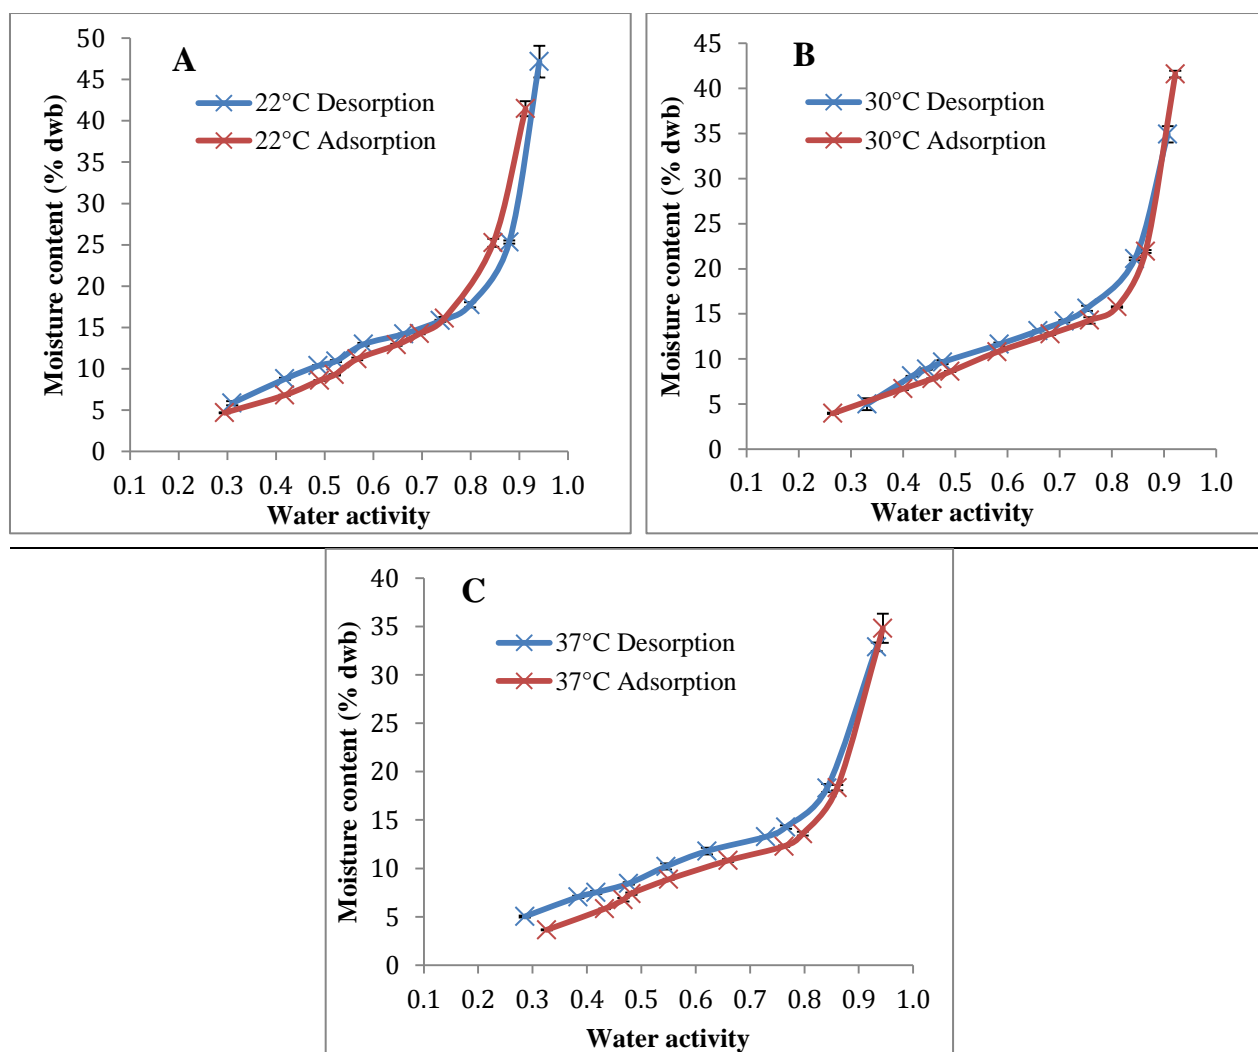 A
22°C Desorption
22°C Adsorption
Moisture content (% dwb)
50
45
40
35
30
25
20
15
10
5
0
0.1 0.2 0.3 0.4 0.5 0.6 0.7 0.8 0.9 1.0
Water activity
B
30°C Desorption
30°C Adsorption
Moisture content (% dwb)
45
40
35
30
25
20
15
10
5
0
0.1 0.2 0.3 0.4 0.5 0.6 0.7 0.8 0.9 1.0
Water activity
C
37°C Desorption
37°C Adsorption
Moisture content (% dwb)
40
35
30
25
20
15
10
5
0
0.1 0.2 0.3 0.4 0.5 0.6 0.7 0.8 0.9 1.0
Water activity